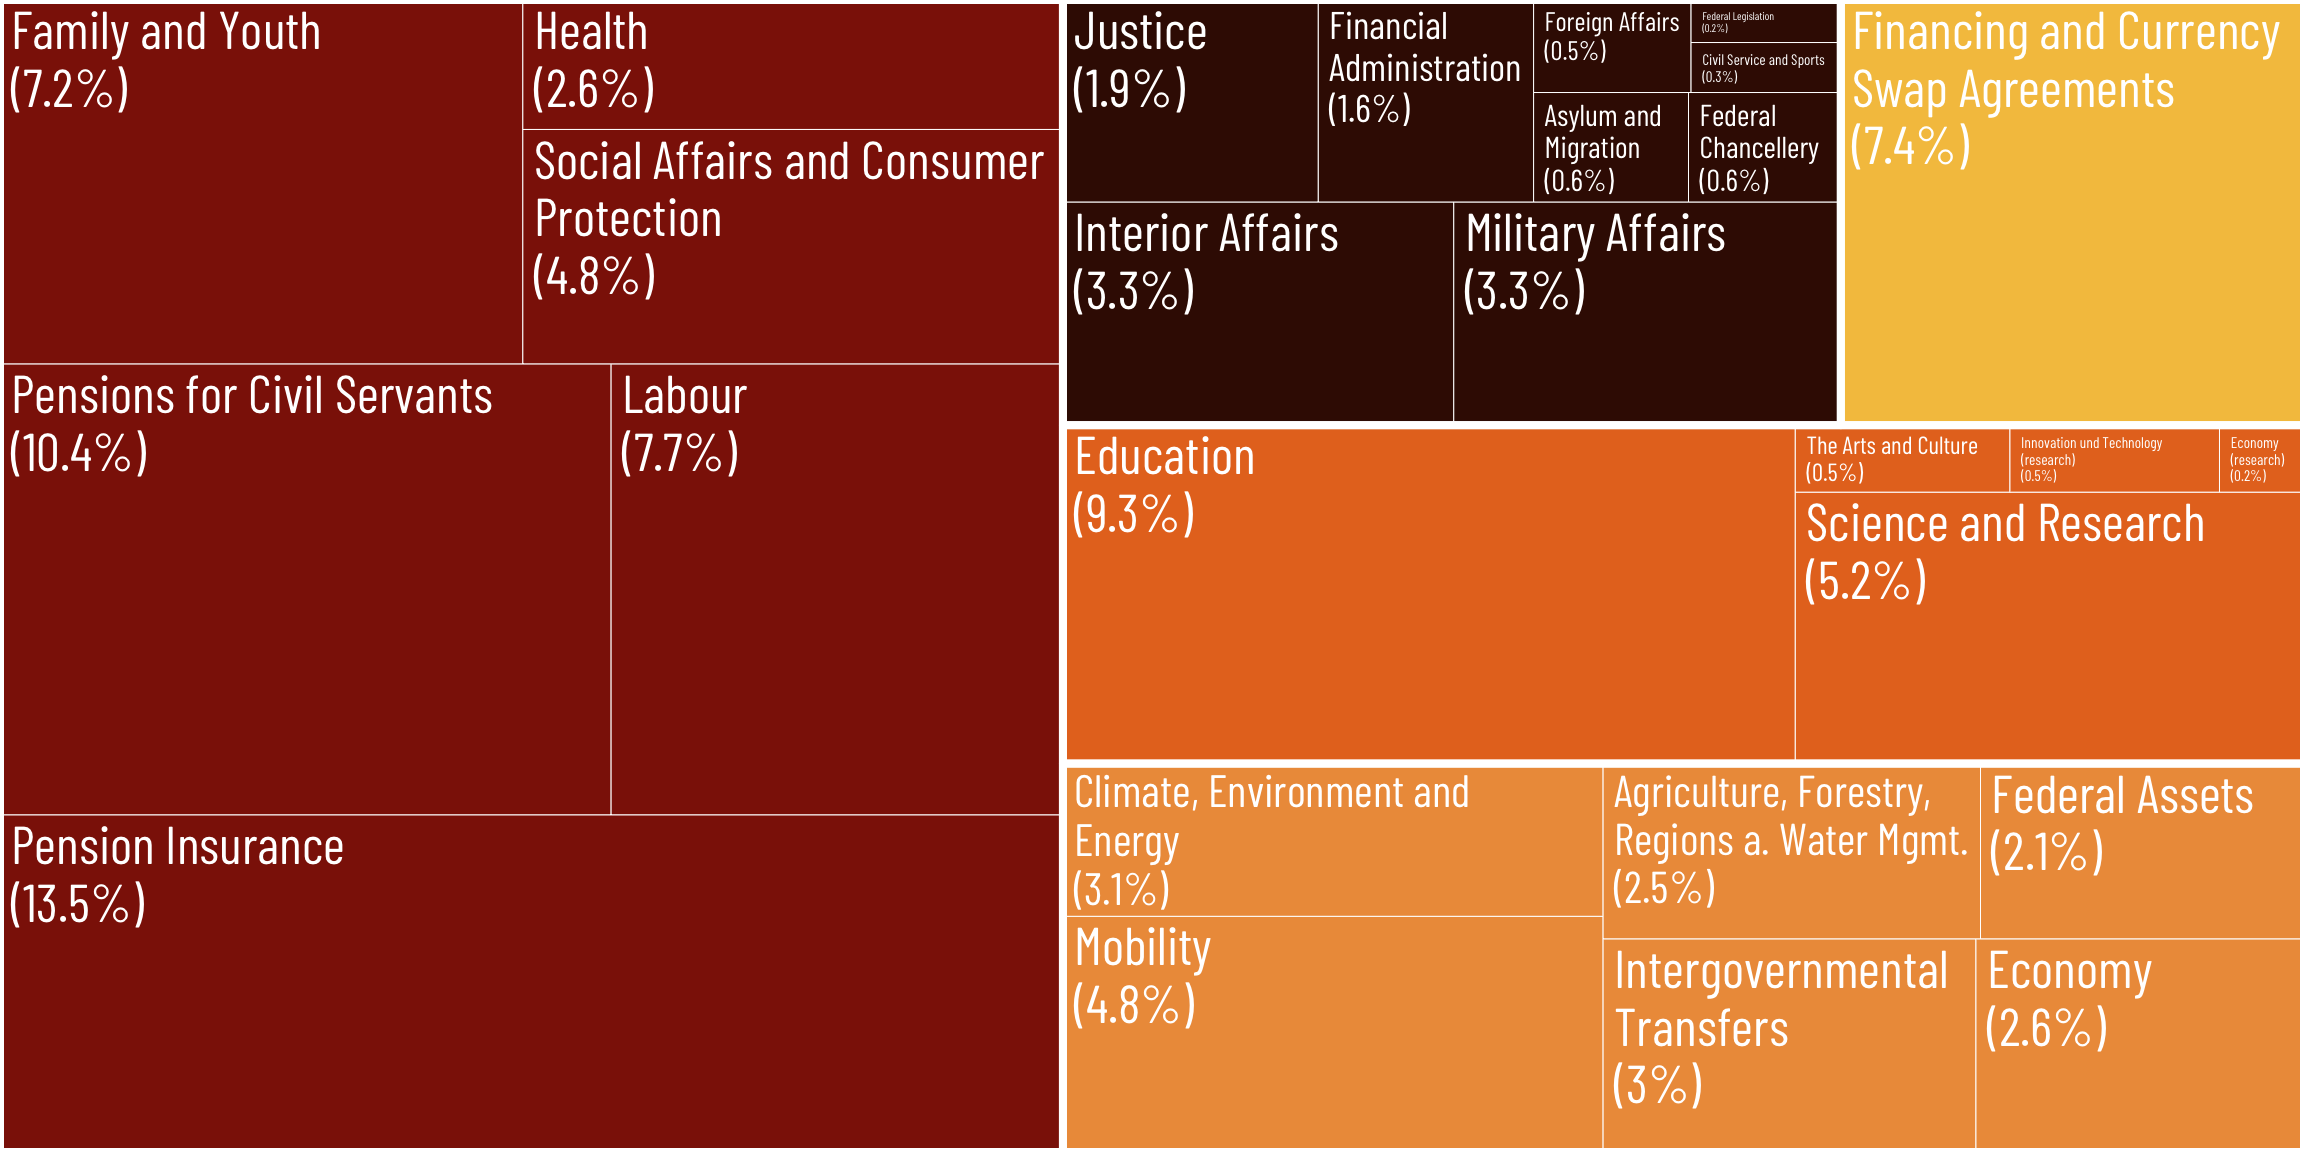 Family and Youth
(7.2%)
Health
(2.6%)
Social Affairs and Consumer
Protection
(4.8%)
Pensions for Civil Servants
(10.4%)
Labour
(7.7%)
Pension Insurance
(13.5%)
Justice
(1.9%)
Financial
Administration
(1.6%)
Foreign Affairs
(0.5%)
Federal Legislation
(0.2%)
Civil Service and Sports
(0.3%)
Asylum and
Migration
(0.6%)
Federal
Chancellery
(0.6%)
Interior Affairs
(3.3%)
Military Affairs
(3.3%)
Financing and Currency
Swap Agreements
(7.4%)
Education
(9.3%)
The Arts and Culture
(0.5%)
Innovation und Technology
(research)
(0.5%)
Economy
(research)
(0.2%)
Science and Research
(5.2%)
Climate, Environment and
Energy
(3.1%)
Mobility
(4.8%)
Agriculture, Forestry,
Regions a. Water Mgmt.
(2.5%)
Federal Assets
(2.1%)
Intergovernmental
Transfers
(3%)
Economy
(2.6%)